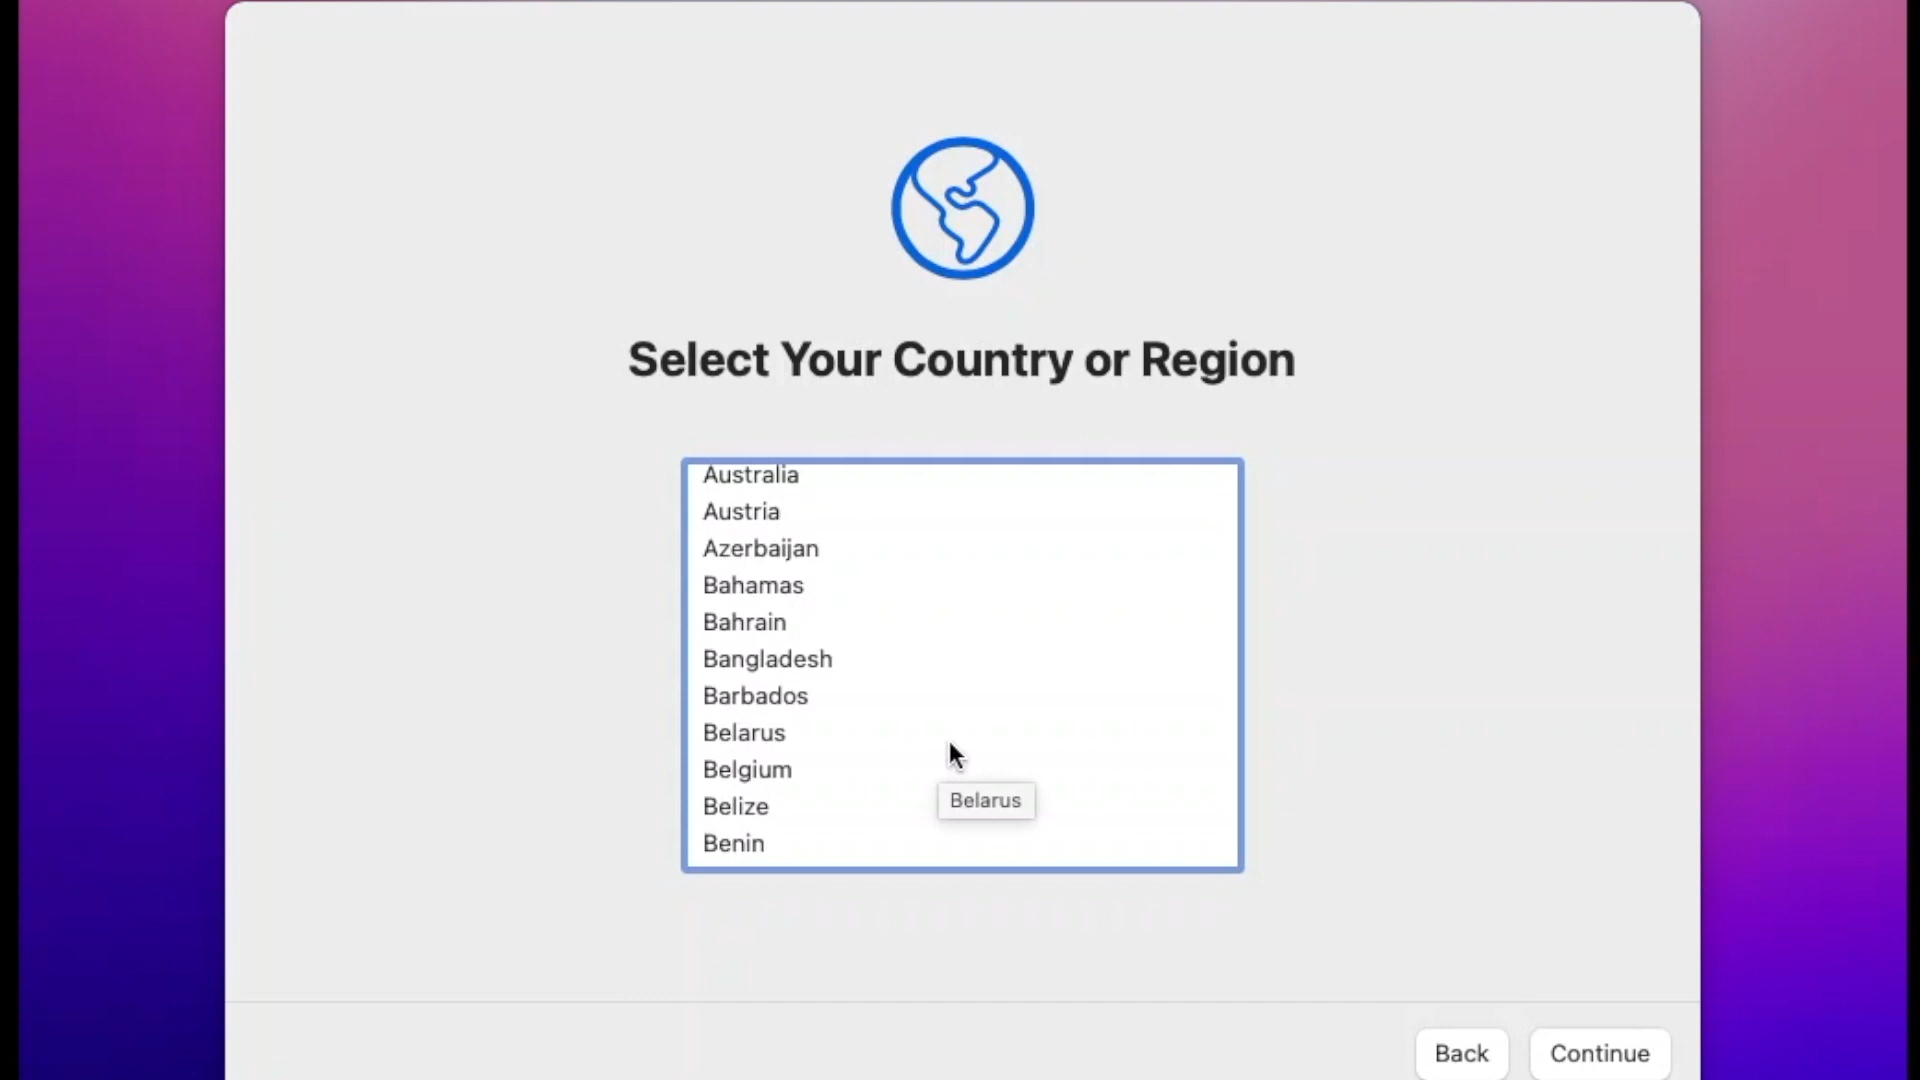 Select Your Country or Region
Australia
Austria
Azerbaijan
Bahamas
Bahrain
Bangladesh
Barbados
Belarus
Belgium
Belarus
Belize
Benin
Back Continue